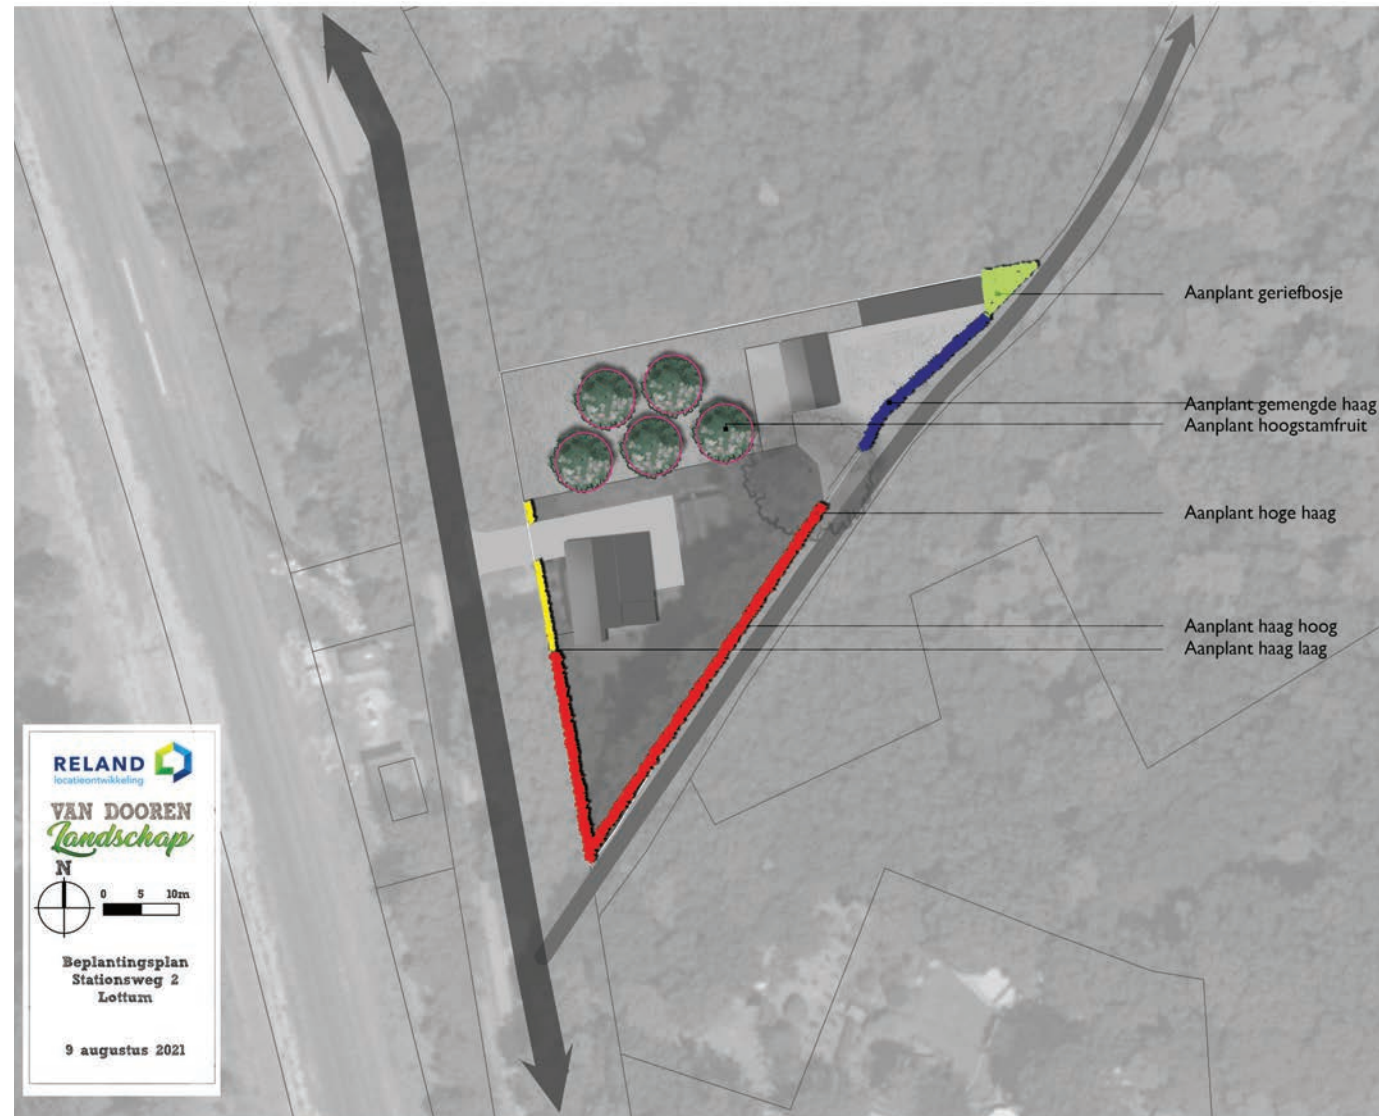 Aanplant geriefbosje
Aanplant gemengde haag
Aanplant hoogstamfruit
Aanplant hoge haag
Aanplant haag hoog
Aanplant haag laag
RELAND
locatieontwikkeling
VAN DOOREN
Landschap
N
0 5 10m
Beplantingsplan
Stationsweg 2
Lottum
9 augustus 2021